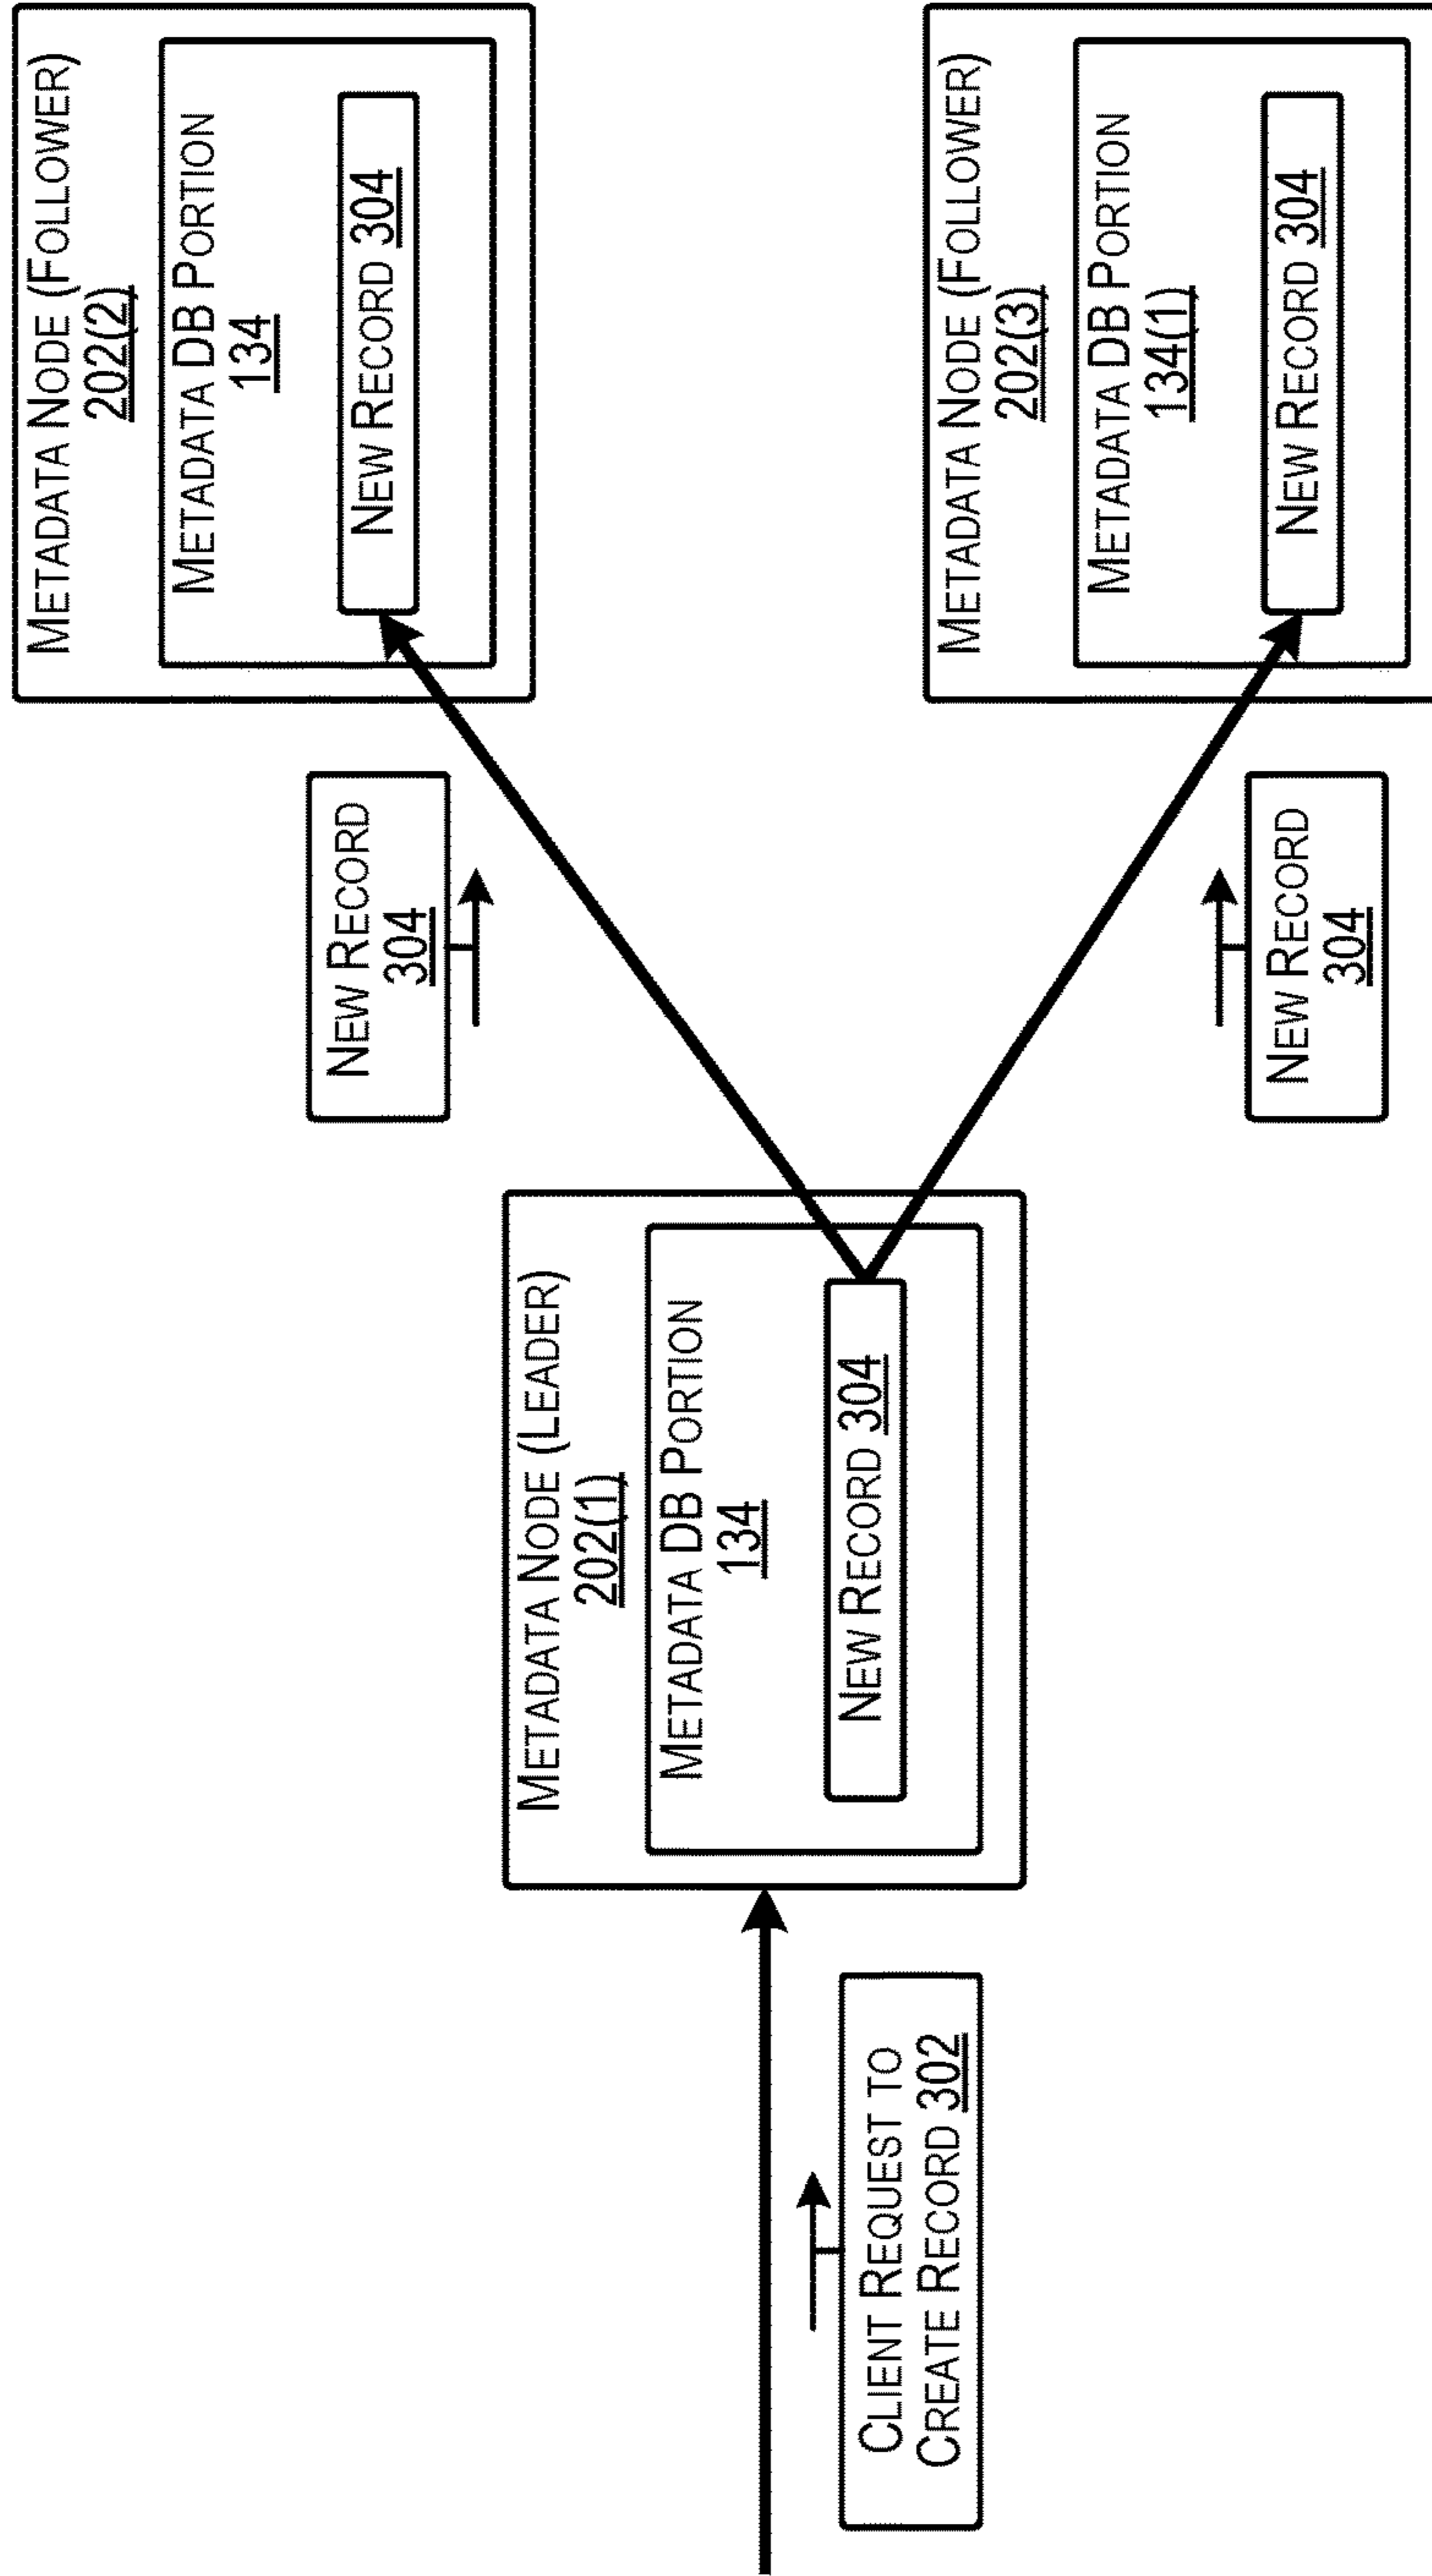 CLIENT REQUEST TO
CREATE RECORD 302
METADATA NODE (LEADER)
202(1)
METADATA DB PORTION
134
NEW RECORD 304
NEW RECORD
304
METADATA NODE (FOLLOWER)
202(2)
METADATA DB PORTION
134
NEW RECORD 304
NEW RECORD
304
METADATA NODE (FOLLOWER)
202(3)
METADATA DB PORTION
134(1)
NEW RECORD 304